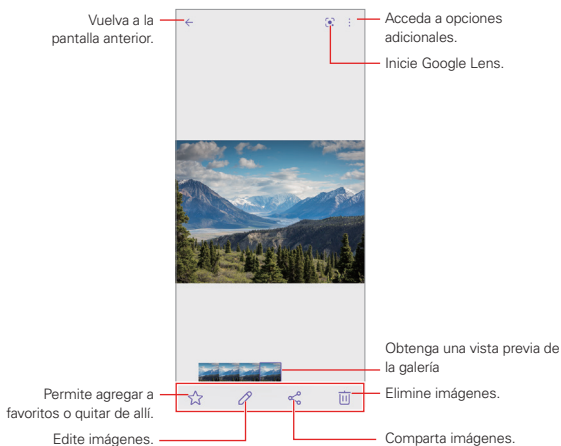 Vuelva a la
pantalla anterior.
Acceda a opciones
adicionales.
Inicie Google Lens.
Obtenga una vista previa de
la galería
Permite agregar a
favoritos o quitar de allí.
Elimine imágenes.
Edite imágenes.
Comparta imágenes.